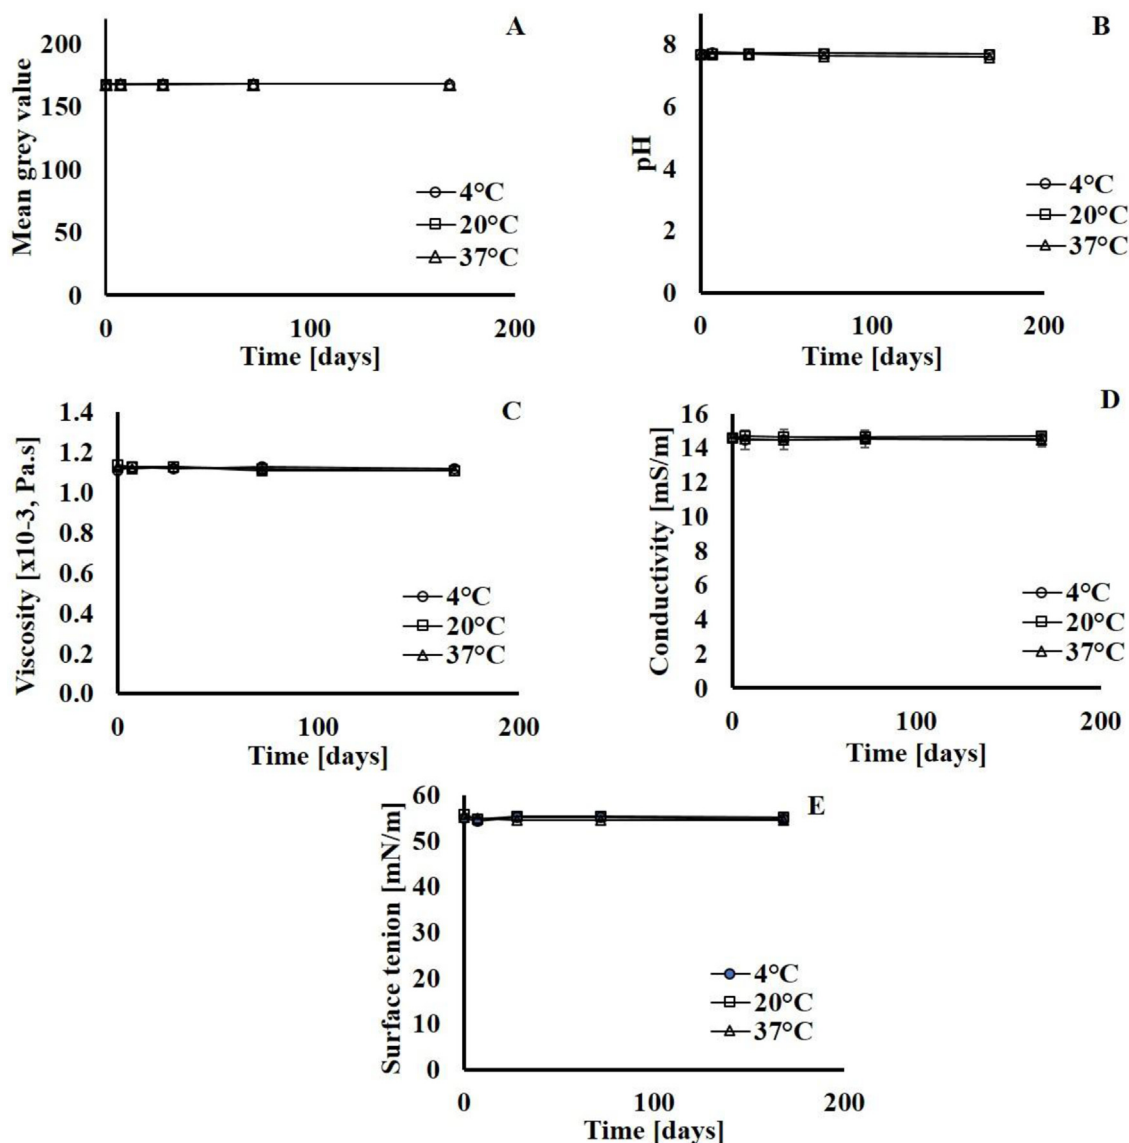 A
Mean grey value
200
150
100
50
0
0 100 200
Time [days]
4°C
20°C
37°C
B
pH
8
6
4
2
0
0 100 200
Time [days]
4°C
20°C
37°C
C
Viscosity [x10-3, Pa.s]
1.4
1.2
1.0
0.8
0.6
0.4
0.2
0.0
0 100 200
Time [days]
4°C
20°C
37°C
D
Conductivity [mS/m]
16
14
12
10
8
6
4
2
0
0 100 200
Time [days]
4°C
20°C
37°C
E
Surface tenion [mN/m]
60
50
40
30
20
10
0
0 100 200
Time [days]
4°C
20°C
37°C